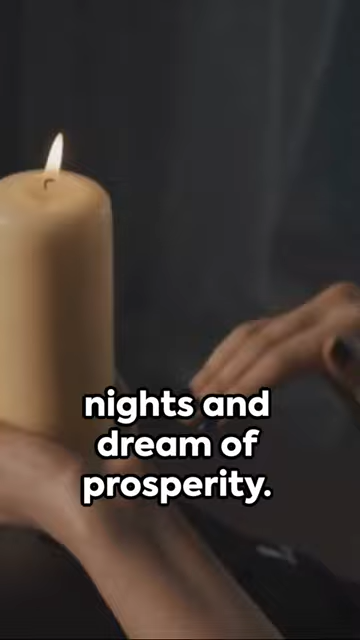 nights and
dream of
prosperity.